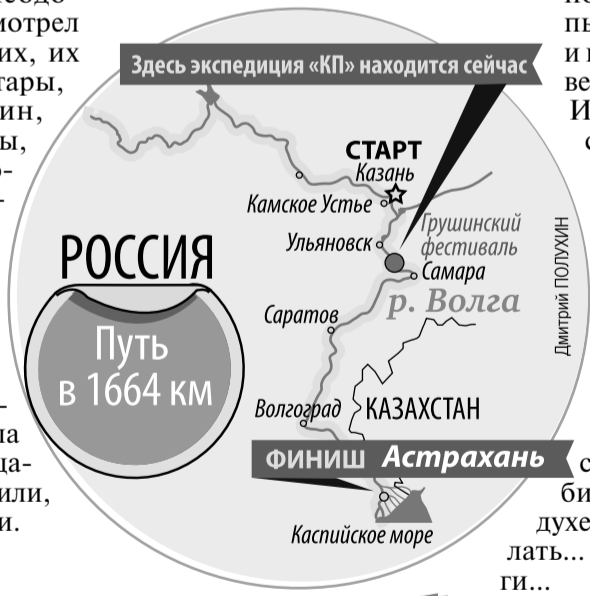 мотрел
их, их
тары,
ин,
ы,
Здесь экспедиция «КП» находится сейчас
СТАРТ
Казань
Камское Устье
Грушинский
фестиваль
Ульяновск
Самара
р. Волга
РОССИЯ
Путь
в 1664 км
Саратов
Волгоград
КАЗАХСТАН
ФИНИШ Астрахань
Каспийское море
Дмитрий ПОЛУХИН
ла
ца-
или,
и.
би
духе
лать...
ги...